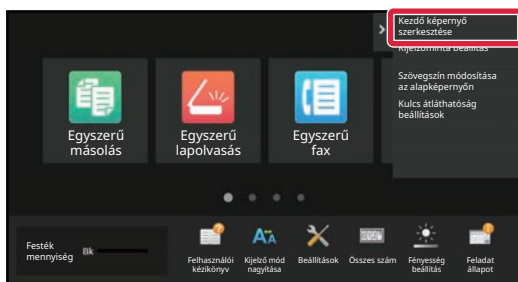 Kezdő képernyő
szerkesztése
Kijelzőminta beállítás
Szövegszín módosítása
az alapképernyőn
Kulcs átláthatóság
beállítások
Egyszerű
másolás
Egyszerű
lapolvasás
Egyszerű
fax
Festék
mennyiség
Bk
Felhasználói
kézikönyv
Kijelző mód
nagyítása
Beállítások
Összes szám
Fényesség
beállítás
Feladat
állapot